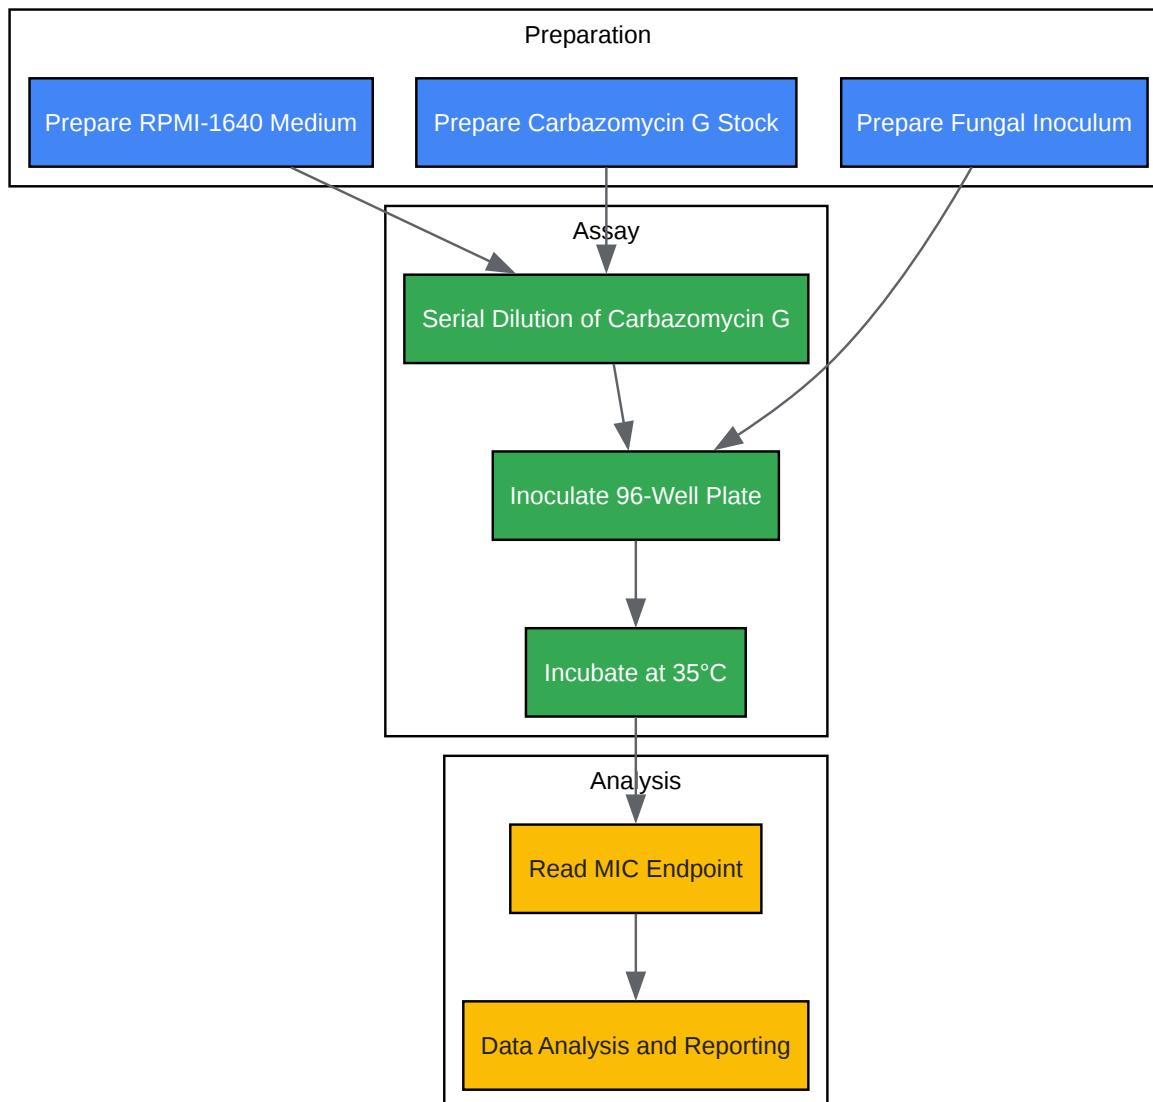 Preparation
Prepare RPMI-1640 Medium
Prepare Carbazomycin G Stock
Prepare Fungal Inoculum
Assay
Serial Dilution of Carbazomycin G
Inoculate 96-Well Plate
Incubate at 35°C
Analysis
Read MIC Endpoint
Data Analysis and Reporting